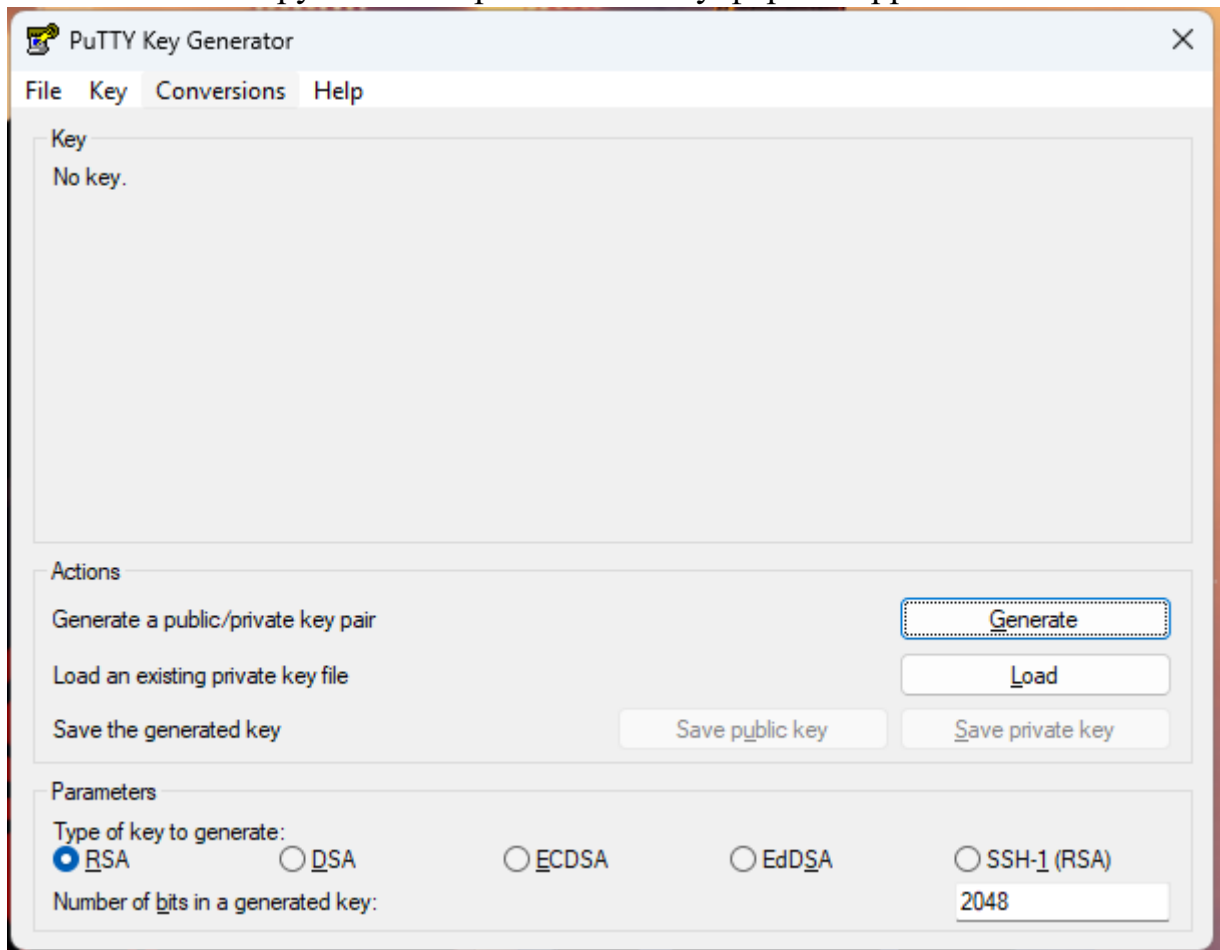 PuTTY Key Generator
File Key Conversions Help
Key
No key.
Actions
Generate a public/private key pair Generate
Load an existing private key file Load
Save the generated key Save public key Save private key
Parameters
Type of key to generate:
RSA DSA ECDSA EdDSA SSH-1 (RSA)
Number of bits in a generated key: 2048